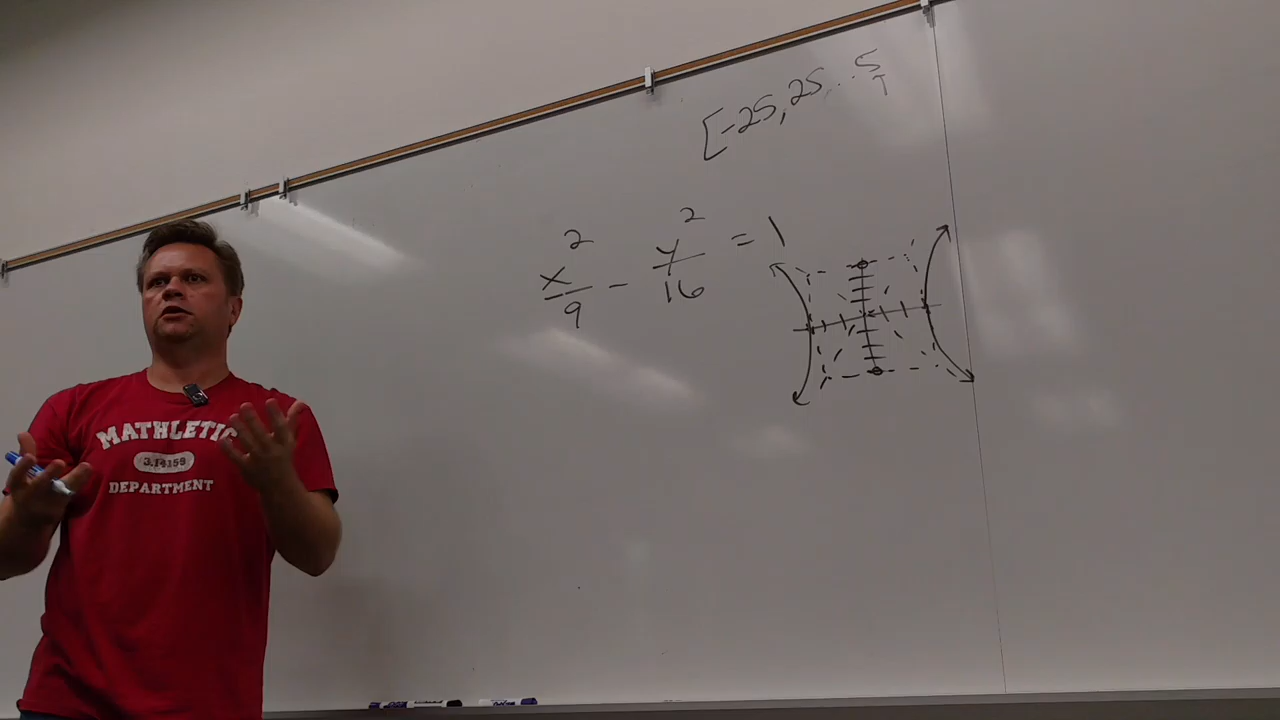 [-25, 25, .. 5
x²/9 - y²/16 = 1
MATHLETIC
3.14159
DEPARTMENT